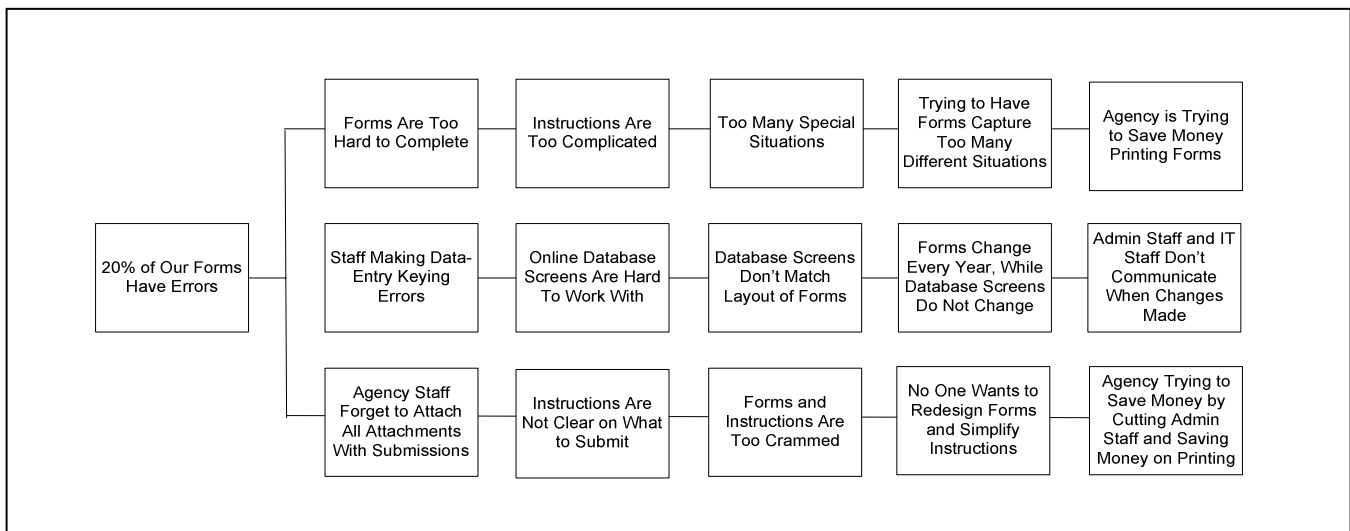 20% of Our Forms
Have Errors
Forms Are Too
Hard to Complete
Instructions Are
Too Complicated
Too Many Special
Situations
Trying to Have
Forms Capture
Too Many
Different Situations
Agency is Trying
to Save Money
Printing Forms
Staff Making Data-
Entry Keying
Errors
Online Database
Screens Are Hard
To Work With
Database Screens
Don't Match
Layout of Forms
Forms Change
Every Year, While
Database Screens
Do Not Change
Admin Staff and IT
Staff Don't
Communicate
When Changes
Made
Agency Staff
Forget to Attach
All Attachments
With Submissions
Instructions Are
Not Clear on What
to Submit
Forms and
Instructions Are
Too Crammed
No One Wants to
Redesign Forms
and Simplify
Instructions
Agency Trying to
Save Money by
Cutting Admin
Staff and Saving
Money on Printing